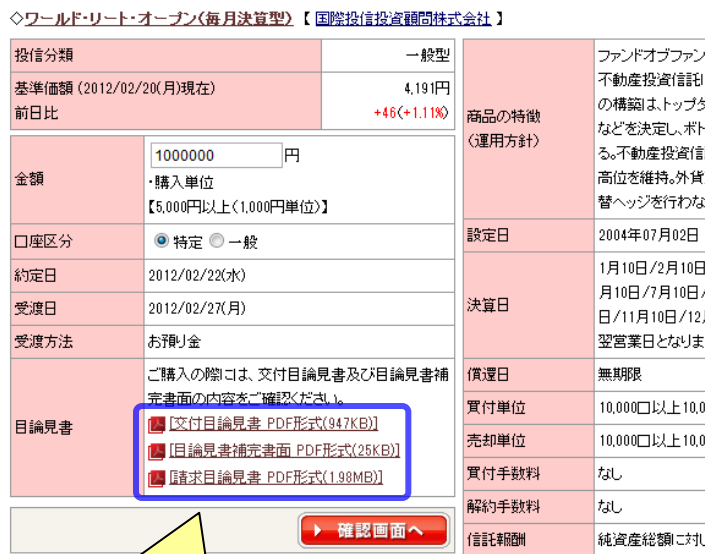 ◇ワールド・リート・オープン(毎月決算型) 【 国際投信投資顧問株式会社 】
投信分類
一般型
基準価額 (2012/02/20(月)現在)
前日比
4,191円
+46(+1.11%)
金額
1000000 円
・購入単位
【5,000円以上(1,000円単位)】
口座区分
特定 一般
約定日
2012/02/22(水)
受渡日
2012/02/27(月)
受渡方法
お預り金
目論見書
ご購入の際には、交付目論見書及び目論見書補
完書面の内容をご確認ください。
[交付目論見書 PDF形式(947KB)]
[目論見書補完書面 PDF形式(25KB)]
[請求目論見書 PDF形式(1.98MB)]
確認画面へ
商品の特徴
(運用方針)
ファンドオブファン
不動産投資信託
の構築は、トップダ
などを決定し、ボト
る。不動産投資信
高位を維持。外貨
替ヘッジを行わな
設定日
2004年07月02日
決算日
1月10日/2月10日
月10日/7月10日/
日/11月10日/12
翌営業日となりま
償還日
無期限
買付単位
10,000口以上10,0
売却単位
10,000口以上10,0
買付手数料
なし
解約手数料
なし
信託報酬
純資産総額に対し